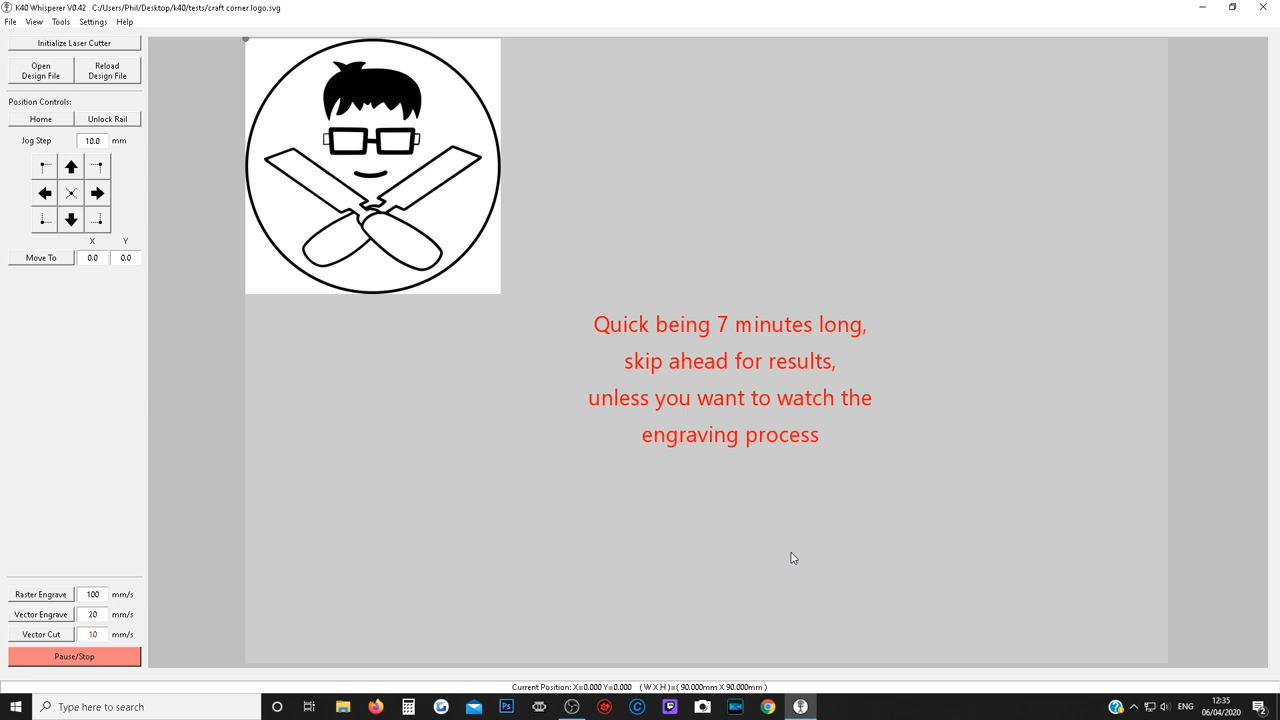 K40 Whisperer V0.42   C:/Users/Phil/Desktop/k40/tests/craft corner logo.svg
File View Tools Settings Help
Initialize Laser Cutter
Open
Design File
Reload
Design File
Position Controls:
Home Unlock Rail
Jog Step 10.0 mm
X Y
Move To 0.0 0.0
Quick being 7 minutes long,
skip ahead for results,
unless you want to watch the
engraving process
Raster Engrave 100 mm/s
Vector Engrave 20 mm/s
Vector Cut 10 mm/s
Pause/Stop
Current Position: X=0.000 Y=0.000    ( W X H )=( 90.000mm X 90.000mm )
Type here to search
Ps
ENG
12:35
06/04/2020
2